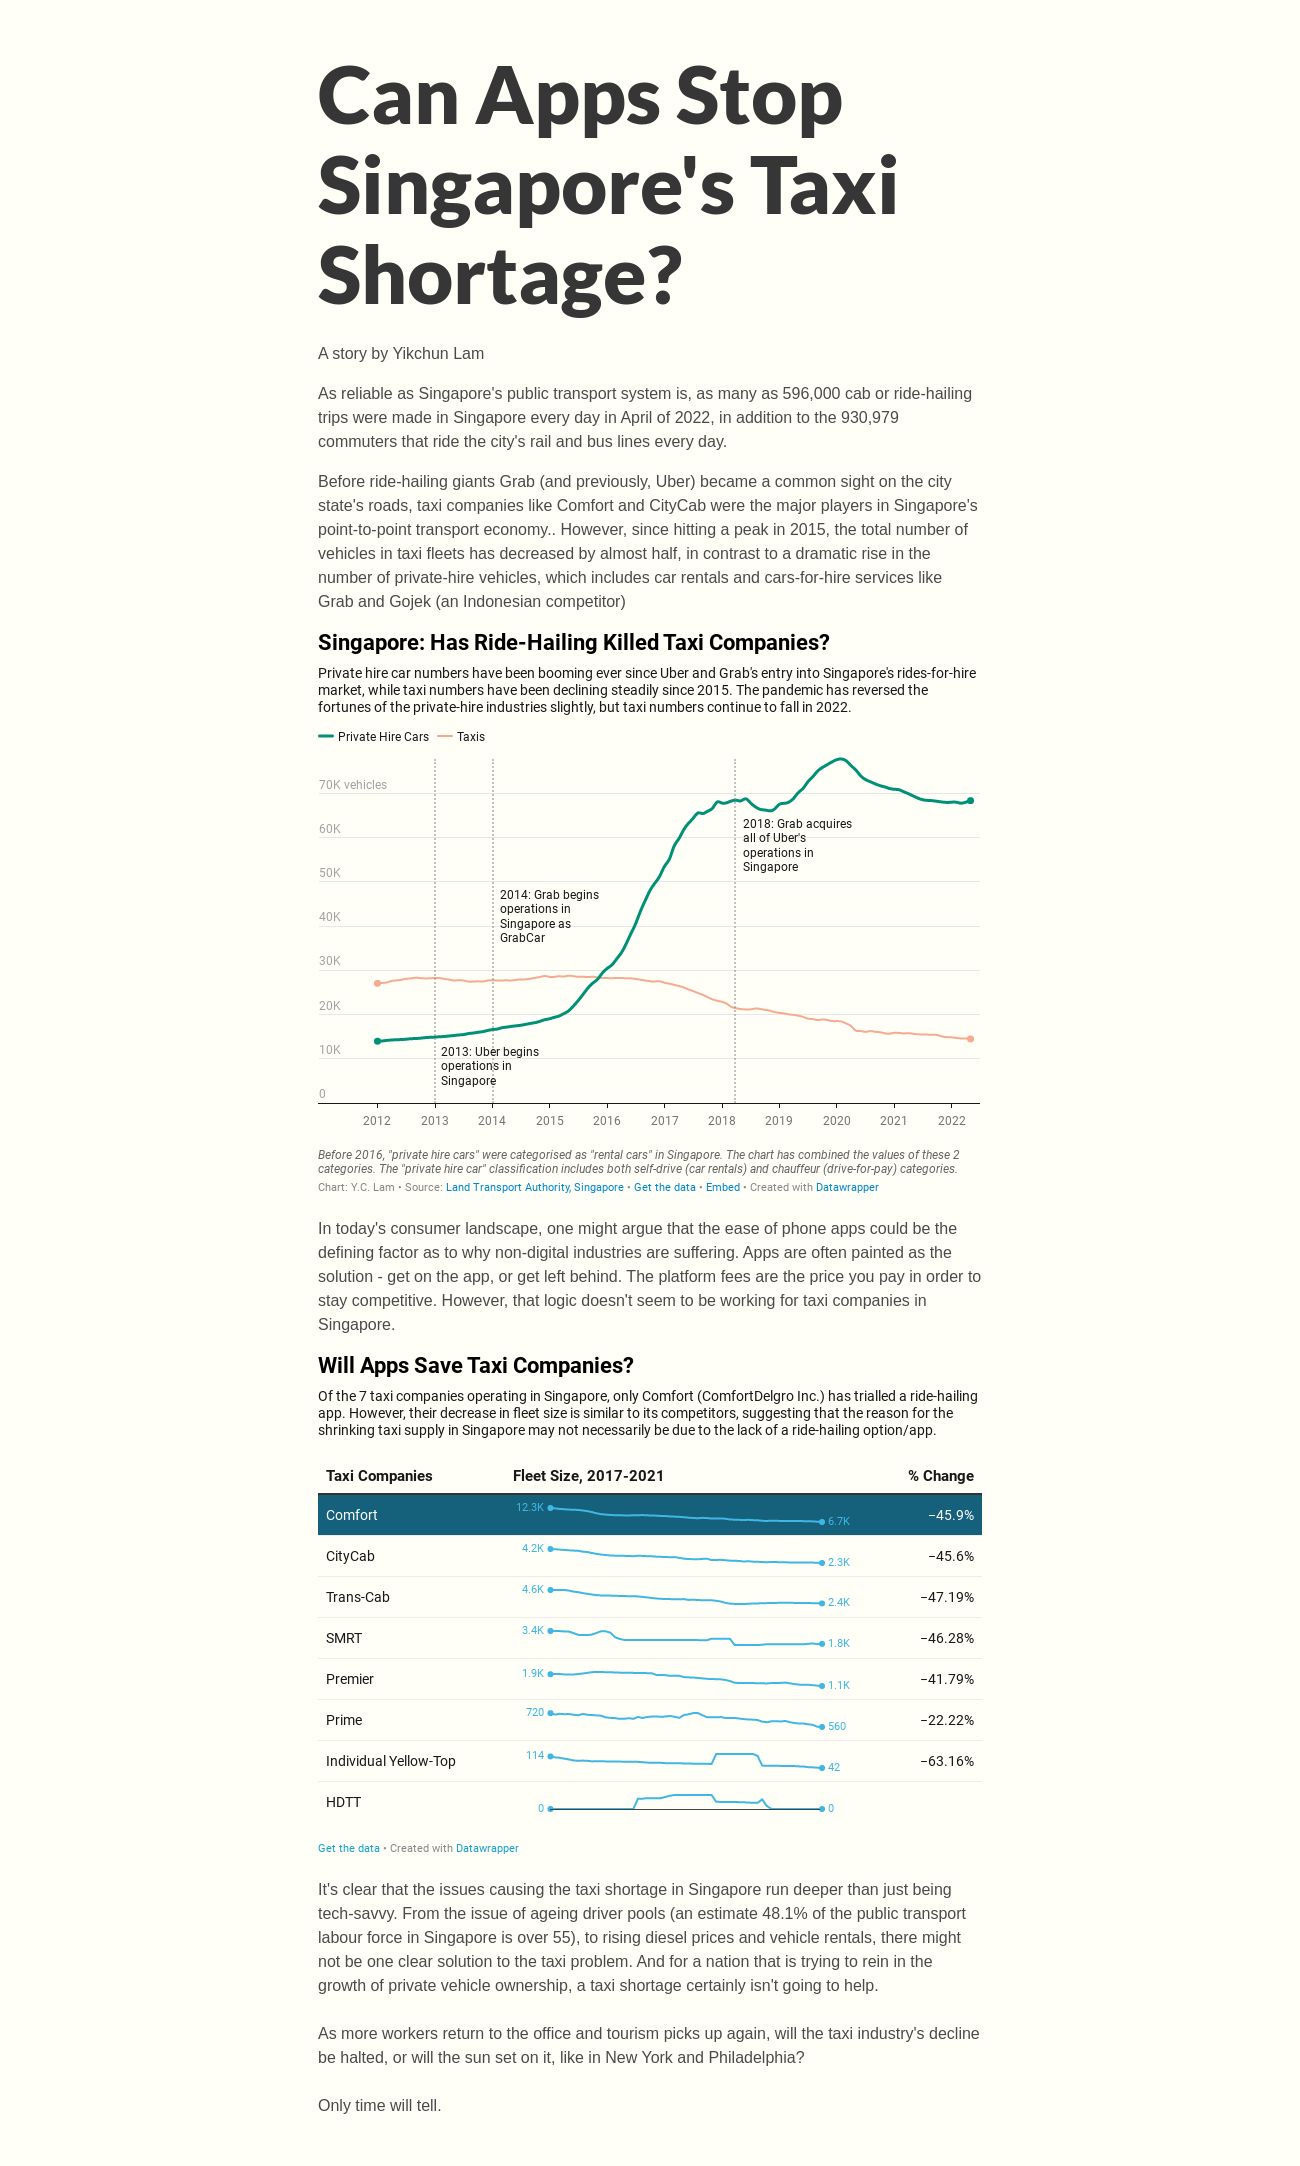 Can Apps Stop
Singapore's Taxi
Shortage?
A story by Yikchun Lam
As reliable as Singapore's public transport system is, as many as 596,000 cab or ride-hailing
trips were made in Singapore every day in April of 2022, in addition to the 930,979
commuters that ride the city's rail and bus lines every day.
Before ride-hailing giants Grab (and previously, Uber) became a common sight on the city
state's roads, taxi companies like Comfort and CityCab were the major players in Singapore's
point-to-point transport economy.. However, since hitting a peak in 2015, the total number of
vehicles in taxi fleets has decreased by almost half, in contrast to a dramatic rise in the
number of private-hire vehicles, which includes car rentals and cars-for-hire services like
Grab and Gojek (an Indonesian competitor)
Singapore: Has Ride-Hailing Killed Taxi Companies?
Private hire car numbers have been booming ever since Uber and Grab's entry into Singapore's rides-for-hire
market, while taxi numbers have been declining steadily since 2015. The pandemic has reversed the
fortunes of the private-hire industries slightly, but taxi numbers continue to fall in 2022.
Private Hire Cars Taxis
70K vehicles
60K
50K
40K
30K
20K
10K
0
2018: Grab acquires
all of Uber's
operations in
Singapore
2014: Grab begins
operations in
Singapore as
GrabCar
2013: Uber begins
operations in
Singapore
2012 2013 2014 2015 2016 2017 2018 2019 2020 2021 2022
Before 2016, "private hire cars" were categorised as "rental cars" in Singapore. The chart has combined the values of these 2
categories. The "private hire car" classification includes both self-drive (car rentals) and chauffeur (drive-for-pay) categories.
Chart: Y.C. Lam • Source: Land Transport Authority, Singapore • Get the data • Embed • Created with Datawrapper
In today's consumer landscape, one might argue that the ease of phone apps could be the
defining factor as to why non-digital industries are suffering. Apps are often painted as the
solution - get on the app, or get left behind. The platform fees are the price you pay in order to
stay competitive. However, that logic doesn't seem to be working for taxi companies in
Singapore.
Will Apps Save Taxi Companies?
Of the 7 taxi companies operating in Singapore, only Comfort (ComfortDelgro Inc.) has trialled a ride-hailing
app. However, their decrease in fleet size is similar to its competitors, suggesting that the reason for the
shrinking taxi supply in Singapore may not necessarily be due to the lack of a ride-hailing option/app.
Taxi Companies Fleet Size, 2017-2021 % Change
Comfort 12.3K 6.7K −45.9%
CityCab 4.2K 2.3K −45.6%
Trans-Cab 4.6K 2.4K −47.19%
SMRT 3.4K 1.8K −46.28%
Premier 1.9K 1.1K −41.79%
Prime 720 560 −22.22%
Individual Yellow-Top 114 42 −63.16%
HDTT 0 0
Get the data • Created with Datawrapper
It's clear that the issues causing the taxi shortage in Singapore run deeper than just being
tech-savvy. From the issue of ageing driver pools (an estimate 48.1% of the public transport
labour force in Singapore is over 55), to rising diesel prices and vehicle rentals, there might
not be one clear solution to the taxi problem. And for a nation that is trying to rein in the
growth of private vehicle ownership, a taxi shortage certainly isn't going to help.
As more workers return to the office and tourism picks up again, will the taxi industry's decline
be halted, or will the sun set on it, like in New York and Philadelphia?
Only time will tell.